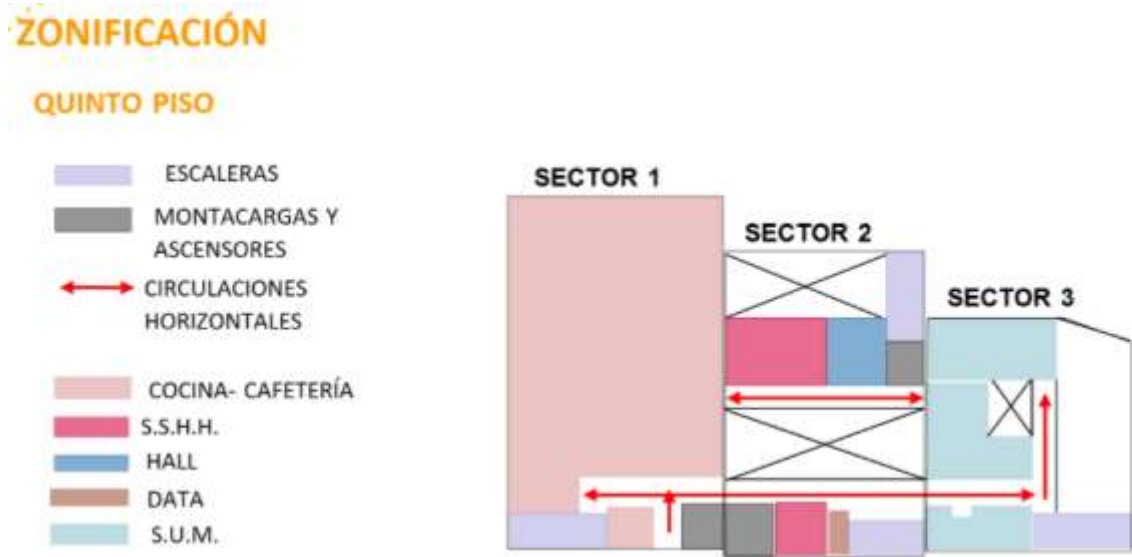 ZONIFICACIÓN
QUINTO PISO
ESCALERAS
MONTACARGAS Y
ASCENSORES
CIRCULACIONES
HORIZONTALES
COCINA- CAFETERÍA
S.S.H.H.
HALL
DATA
S.U.M.
SECTOR 1
SECTOR 2
SECTOR 3